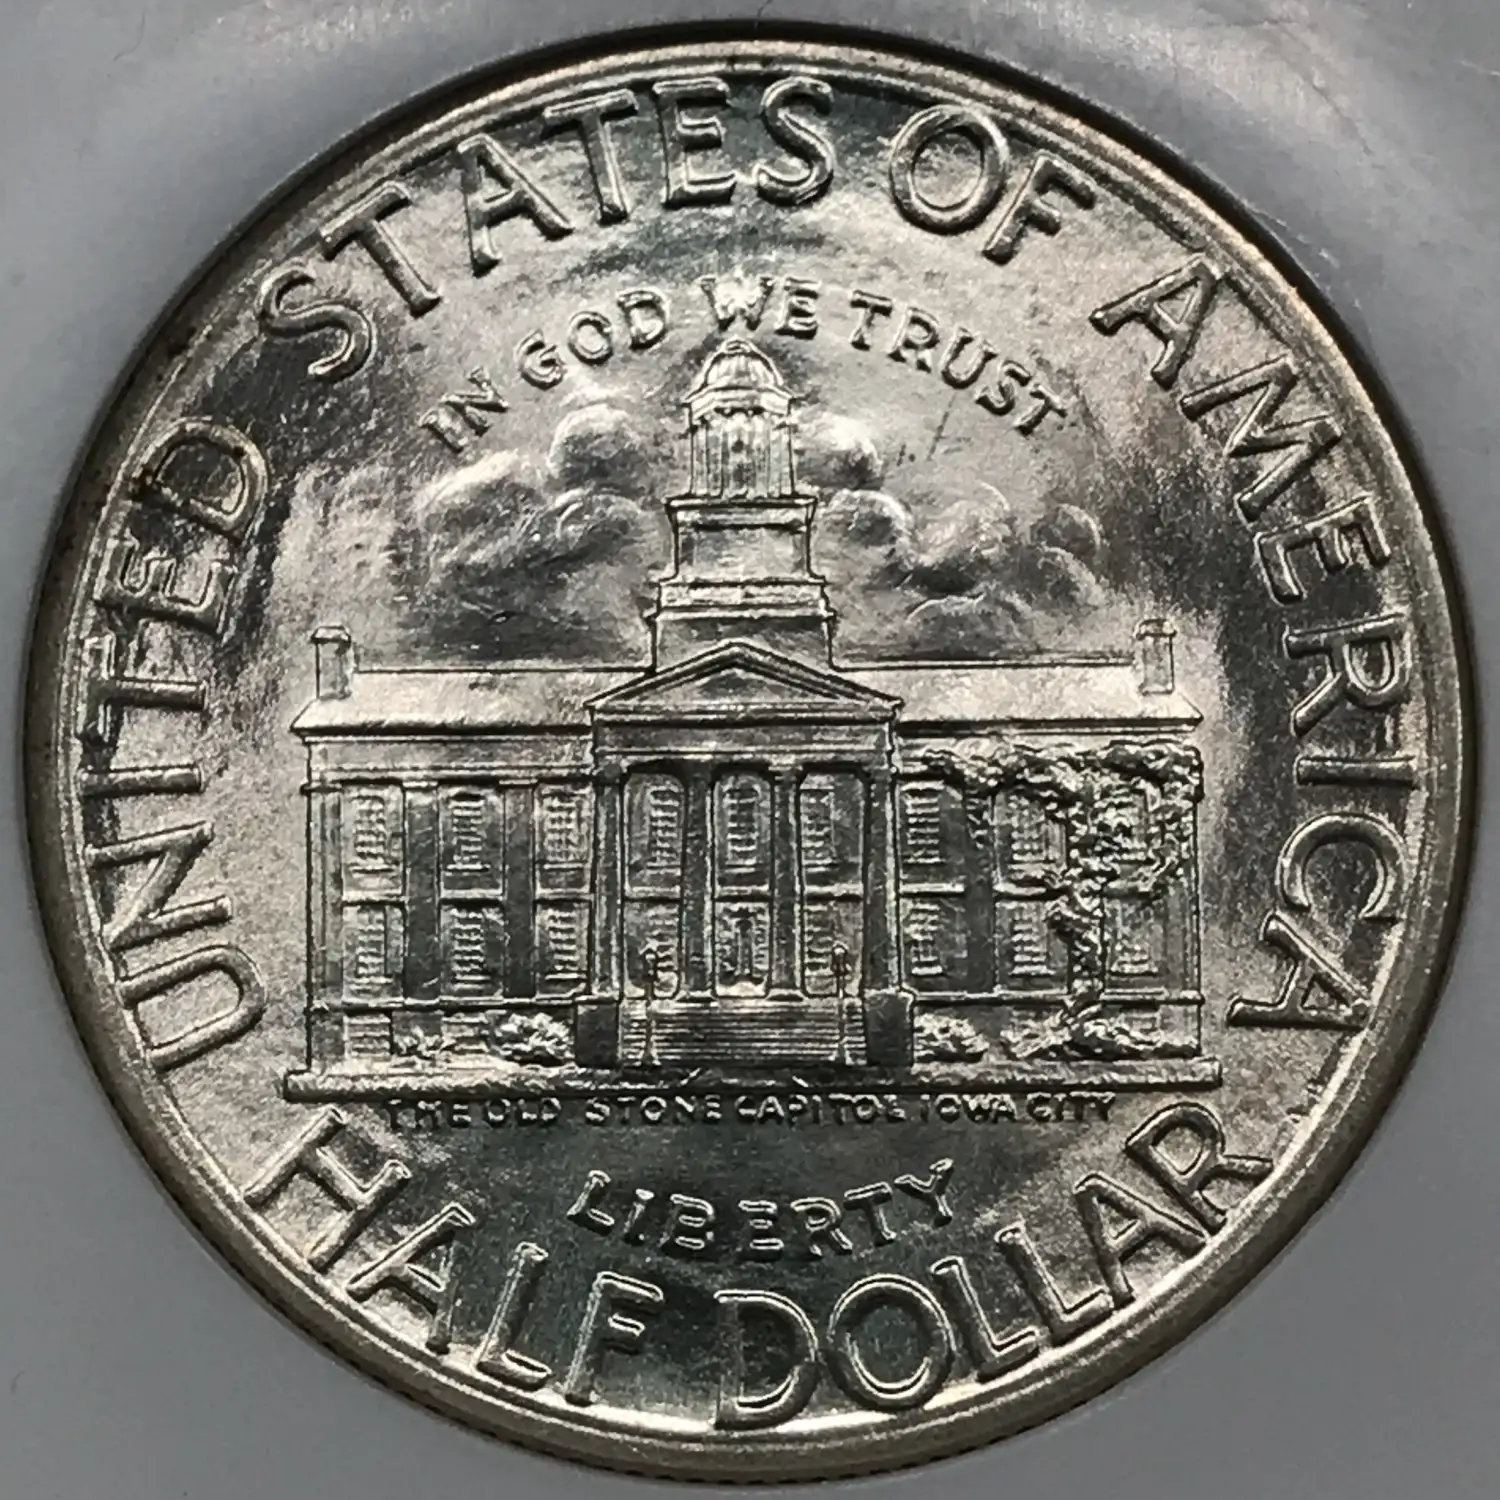 UNITED STATES OF AMERICA
IN GOD WE TRUST
THE OLD STONE CAPITOL IOWA CITY
LIBERTY
HALF DOLLAR